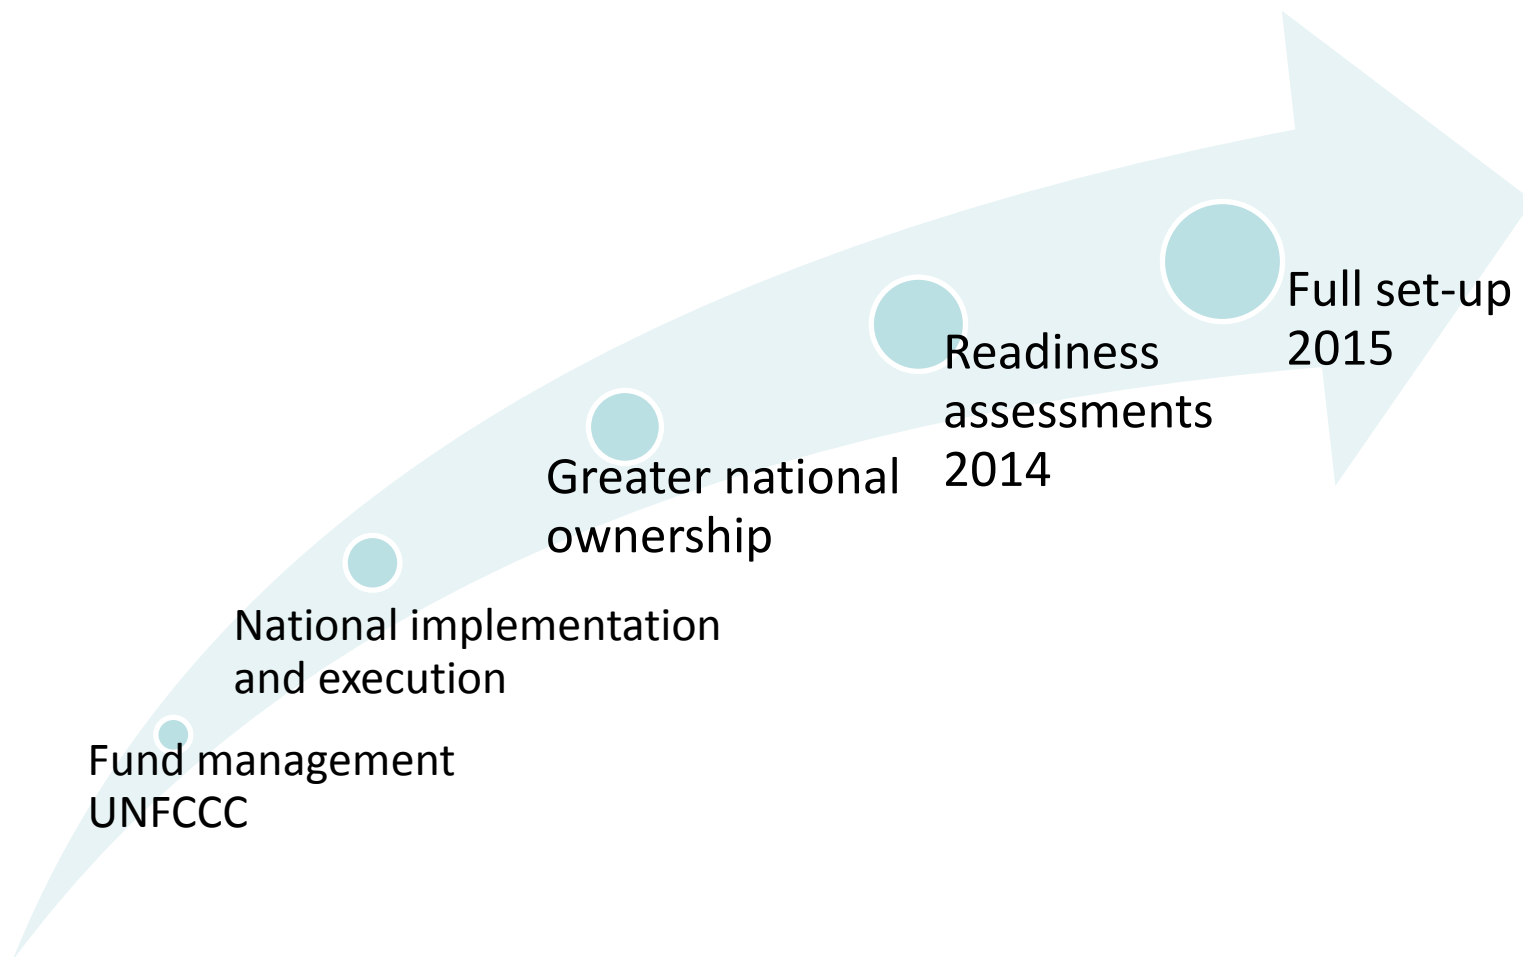 Full set-up
2015
Readiness
assessments
2014
Greater national
ownership
National implementation
and execution
Fund management
UNFCCC